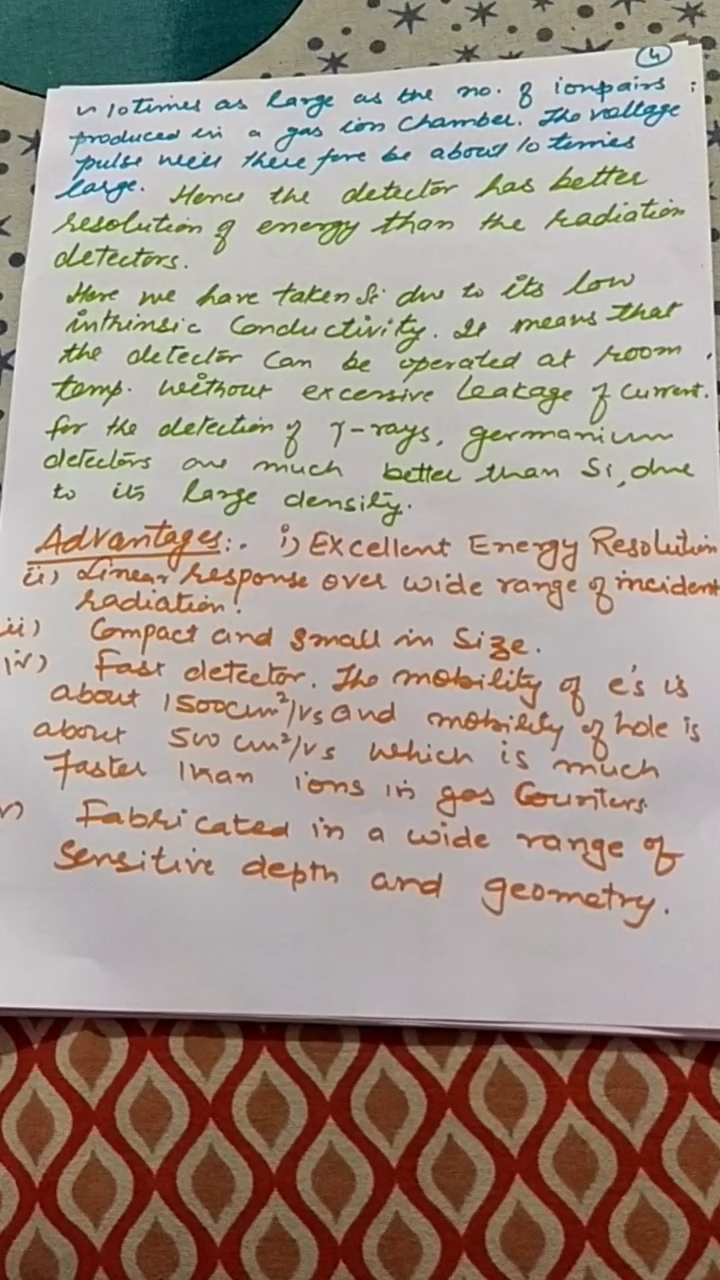 4
~ 10 times as large as the no. of ionpairs
produced in a gas ion chamber. The voltage
pulse will there fore be about 10 times
large. Hence the detector has better
resolution of energy than the radiation
detectors.
Here we have taken Si due to its low
intrinsic conductivity. It means that
the detector can be operated at room
temp. without excessive leakage of current.
for the detection of γ-rays, germanium
detectors are much better than Si, due
to its large density.
Advantages:- i) Excellent Energy Resolution
ii) Linear response over wide range of incident
radiation.
iii) Compact and small in size.
iv) Fast detector. The mobility of e's is
about 1500cm²/vs and mobility of hole is
about 500 cm²/vs which is much
faster than ions in gas counters.
v) Fabricated in a wide range of
sensitive depth and geometry.